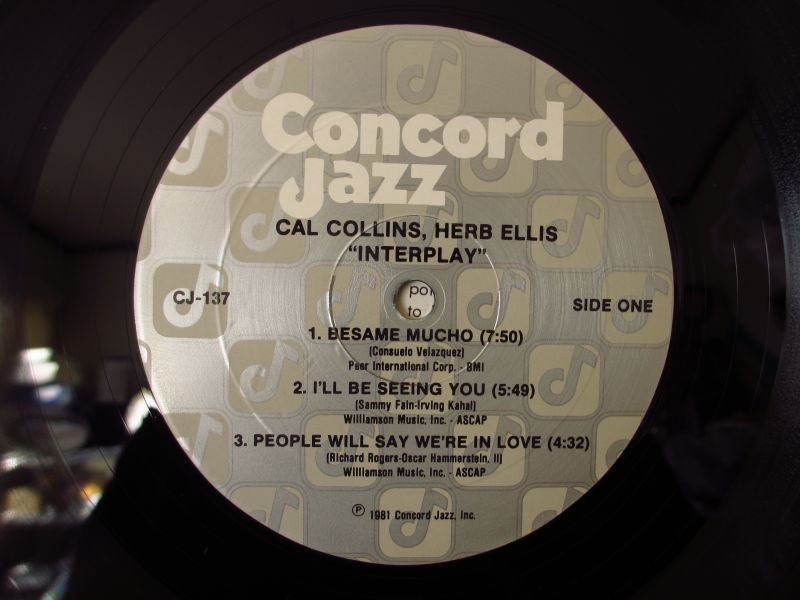 Concord
Jazz
CAL COLLINS, HERB ELLIS
"INTERPLAY"
CJ-137
SIDE ONE
to
1. BESAME MUCHO (7:50)
(Consuelo Velazquez)
Peer International Corp. - BMI
2. I'LL BE SEEING YOU (5:49)
(Sammy Fain-Irving Kahal)
Williamson Music, Inc. - ASCAP
3. PEOPLE WILL SAY WE'RE IN LOVE (4:32)
(Richard Rogers-Oscar Hammerstein, II)
Williamson Music, Inc. - ASCAP
℗ 1981 Concord Jazz, Inc.